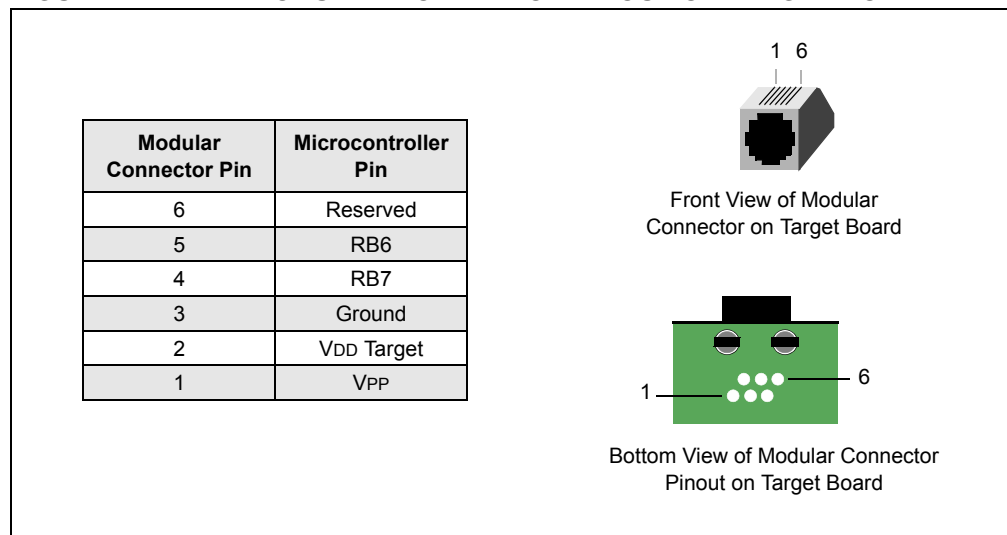 Modular Connector Pin Microcontroller Pin
6 Reserved
5 RB6
4 RB7
3 Ground
2 VDD Target
1 VPP
1 6
Front View of Modular
Connector on Target Board
1 6
Bottom View of Modular Connector
Pinout on Target Board